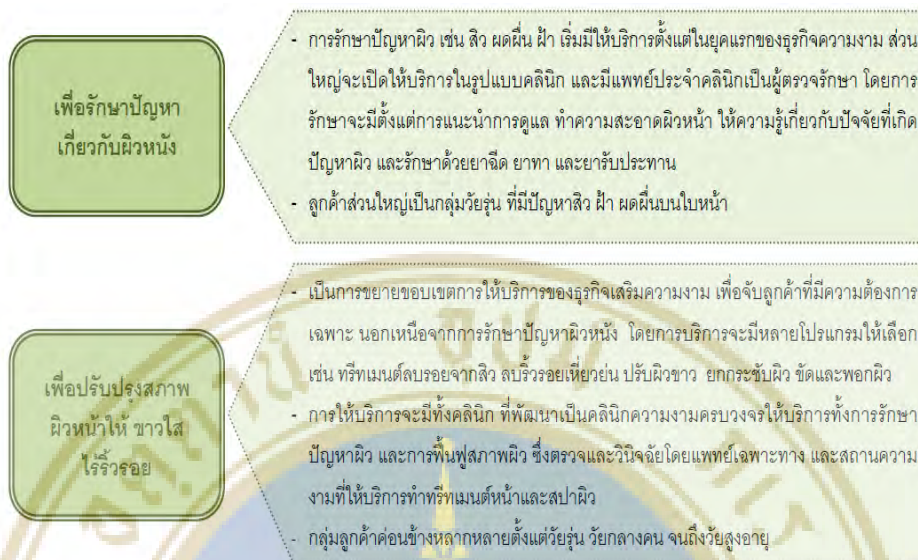 เพื่อรักษาปัญหา
เกี่ยวกับผิวหนัง
- การรักษาปัญหาผิว เช่น สิว ผดผื่น ฝ้า เริ่มมีให้บริการตั้งแต่ในยุคแรกของธุรกิจความงาม ส่วน
ใหญ่จะเปิดให้บริการในรูปแบบคลินิก และมีแพทย์ประจำคลินิกเป็นผู้ตรวจรักษา โดยการ
รักษาจะมีตั้งแต่การแนะนำการดูแล ทำความสะอาดผิวหน้า ให้ความรู้เกี่ยวกับปัจจัยที่เกิด
ปัญหาผิว และรักษาด้วยยาฉีด ยาทา และยารับประทาน
- ลูกค้าส่วนใหญ่เป็นกลุ่มวัยรุ่น ที่มีปัญหาสิว ฝ้า ผดผื่นบนใบหน้า
เพื่อปรับปรุงสภาพ
ผิวหน้าให้ ขาวใส
ไร้ริ้วรอย
- เป็นการขยายขอบเขตการให้บริการของธุรกิจเสริมความงาม เพื่อจับลูกค้าที่มีความต้องการ
เฉพาะ นอกเหนือจากการรักษาปัญหาผิวหนัง โดยการบริการจะมีหลายโปรแกรมให้เลือก
เช่น ทรีทเมนต์ลบรอยจากสิว ลบริ้วรอยเหี่ยวย่น ปรับผิวขาว ยกกระชับผิว ขัดและพอกผิว
- การให้บริการจะมีทั้งคลินิก ที่พัฒนาเป็นคลินิกความงามครบวงจรให้บริการทั้งการรักษา
ปัญหาผิว และการฟื้นฟูสภาพผิว ซึ่งตรวจและวินิจฉัยโดยแพทย์เฉพาะทาง และสถานความ
งามที่ให้บริการทำทรีทเมนต์หน้าและสปาผิว
- กลุ่มลูกค้าค่อนข้างหลากหลายตั้งแต่วัยรุ่น วัยกลางคน จนถึงวัยสูงอายุ